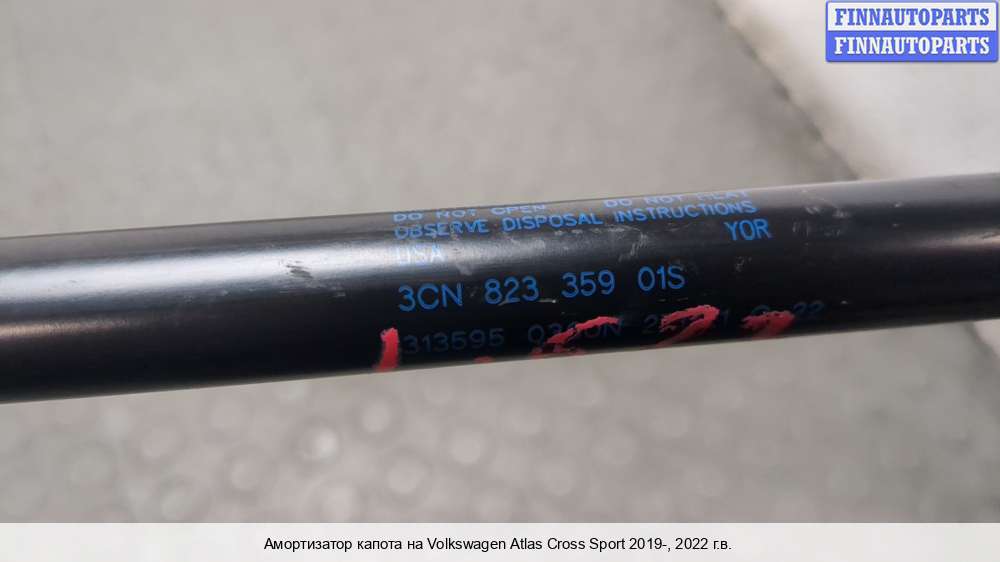 FINNAUTOPARTS
FINNAUTOPARTS
DO NOT OPEN DO NOT HEAT
OBSERVE DISPOSAL INSTRUCTIONS
USA YOR
3CN 823 359 01S
313595
Амортизатор капота на Volkswagen Atlas Cross Sport 2019-, 2022 г.в.